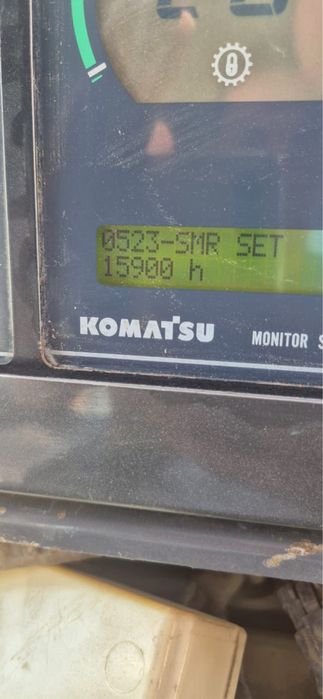 0523-SMR SET
15900 h
KOMATSU
MONITOR